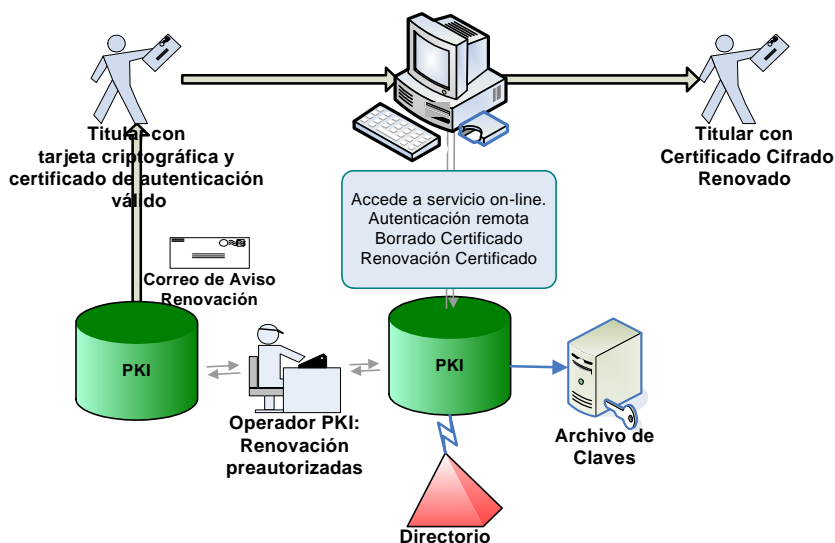 Titular con
tarjeta criptográfica y
certificado de autenticación
válido
Titular con
Certificado Cifrado
Renovado
Accede a servicio on-line.
Autenticación remota
Borrado Certificado
Renovación Certificado
Correo de Aviso
Renovación
PKI
Operador PKI:
Renovación
preautorizadas
PKI
Archivo de
Claves
Directorio